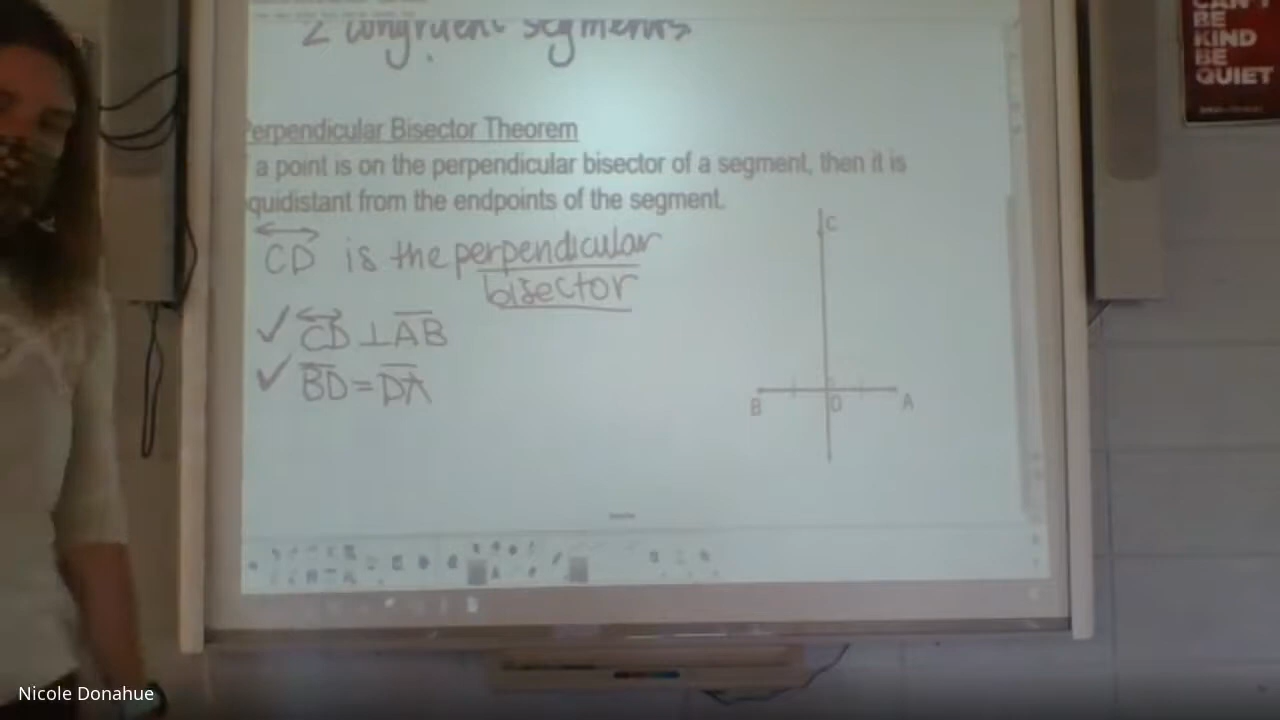 2 congruent segments
erpendicular Bisector Theorem
a point is on the perpendicular bisector of a segment, then it is
quidistant from the endpoints of the segment.
CD is the perpendicular
bisector
✓ CD ⊥ AB
✓ BD = DA
C
B D A
BE
KIND
BE
QUIET
Nicole Donahue